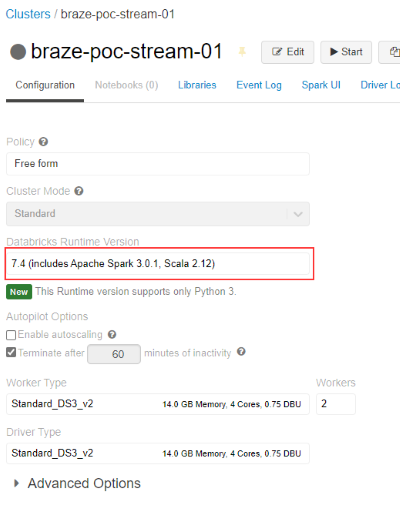 Clusters / braze-poc-stream-01
braze-poc-stream-01 Edit Start
Configuration Notebooks (0) Libraries Event Log Spark UI Driver Lo
Policy
Free form
Cluster Mode
Standard
Databricks Runtime Version
7.4 (includes Apache Spark 3.0.1, Scala 2.12)
New This Runtime version supports only Python 3.
Autopilot Options
Enable autoscaling
Terminate after 60 minutes of inactivity
Worker Type Workers
Standard_DS3_v2 14.0 GB Memory, 4 Cores, 0.75 DBU 2
Driver Type
Standard_DS3_v2 14.0 GB Memory, 4 Cores, 0.75 DBU
Advanced Options